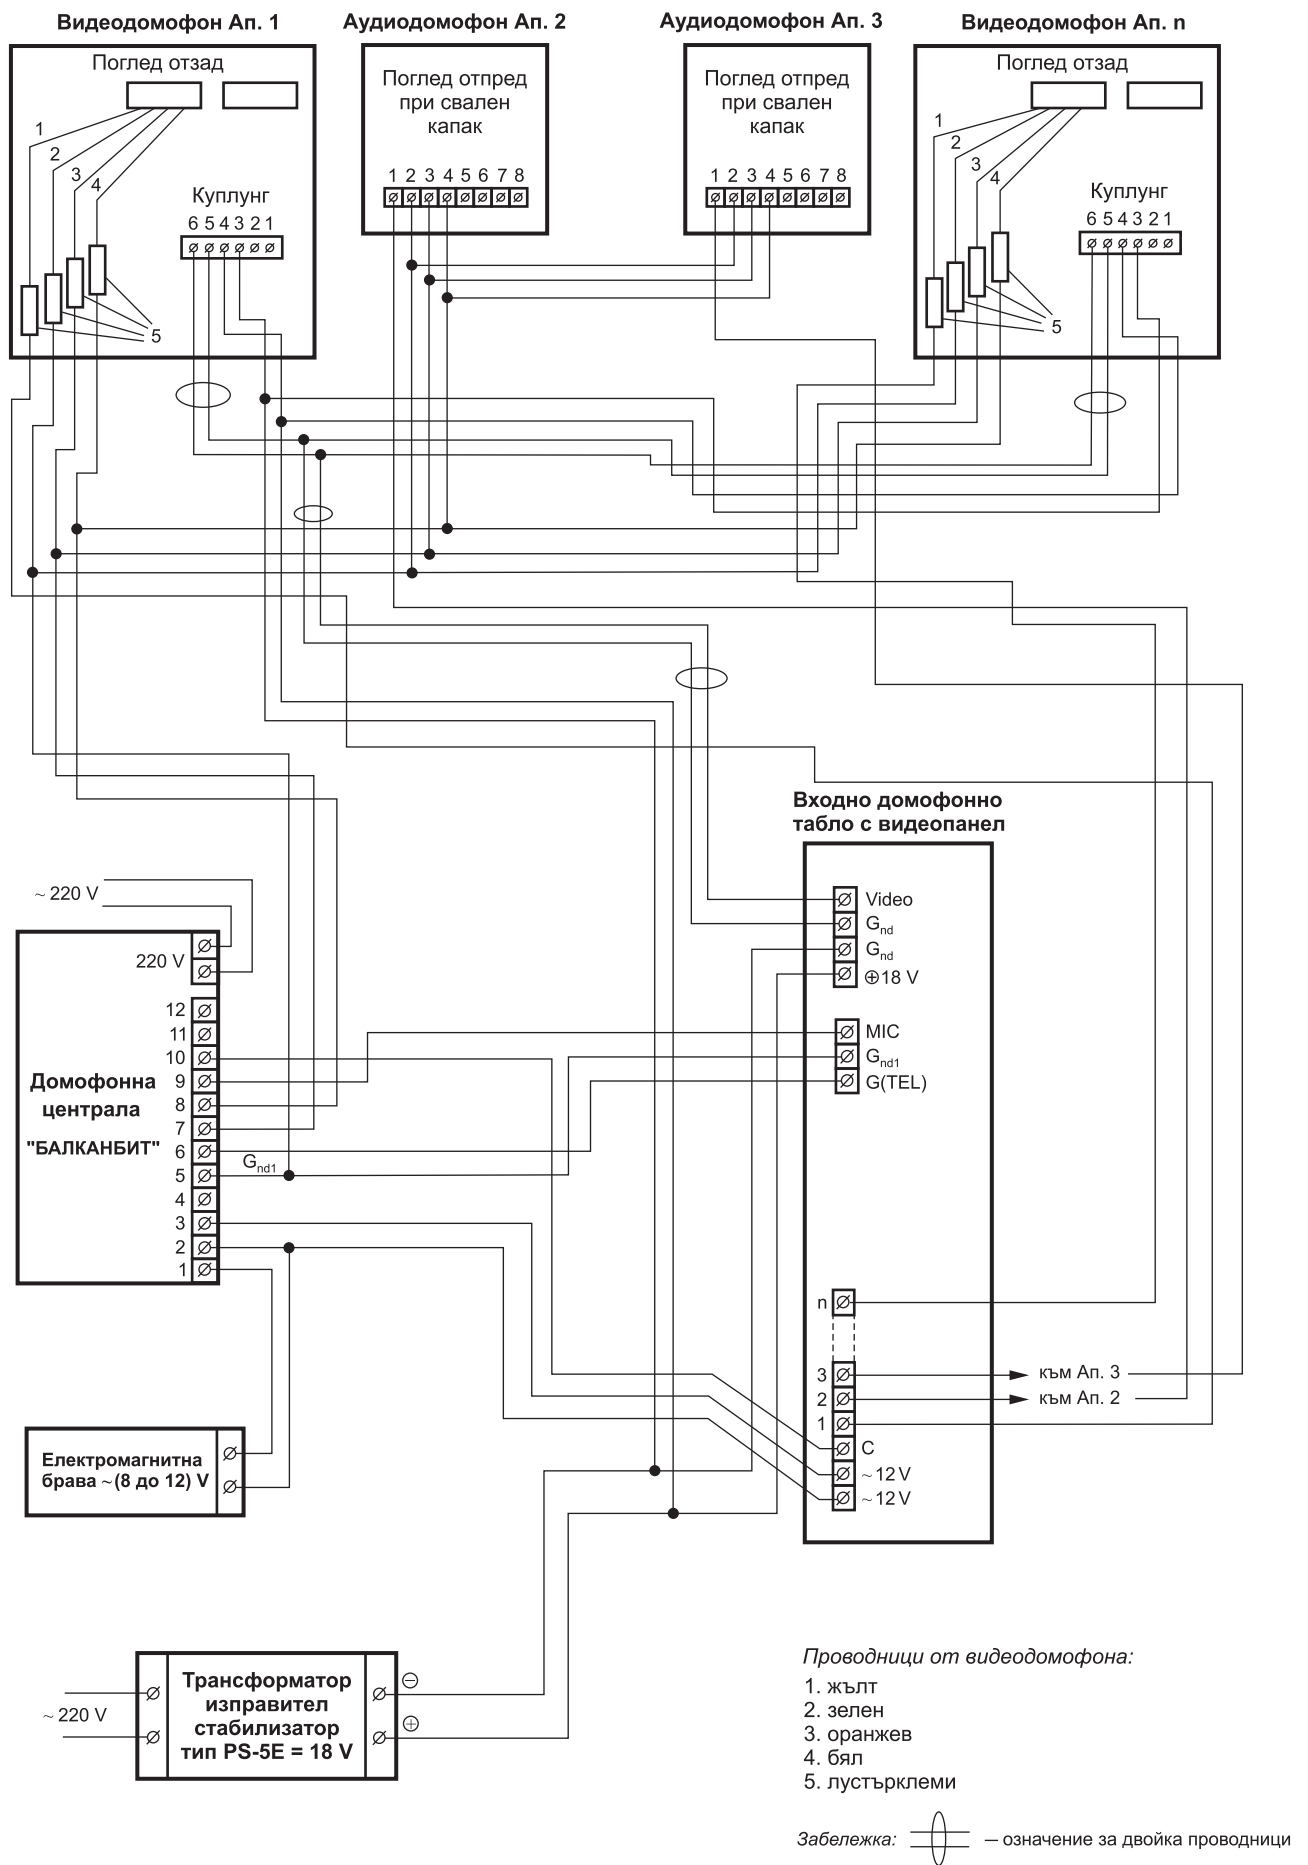 Видеодомофон Ап. 1
Аудиодомофон Ап. 2
Аудиодомофон Ап. 3
Видеодомофон Ап. n
Поглед отзад
1
2
3
4
Куплунг
6 5 4 3 2 1
5
Поглед отпред
при свален
капак
1 2 3 4 5 6 7 8
Поглед отпред
при свален
капак
1 2 3 4 5 6 7 8
Поглед отзад
1
2
3
4
Куплунг
6 5 4 3 2 1
5
~ 220 V
220 V
12
11
10
9
8
7
6
5
4
3
2
1
Домофонна
централа
"БАЛКАНБИТ"
Gnd1
Входно домофонно
табло с видеопанел
Video
Gnd
Gnd
⊕18 V
MIC
Gnd1
G(TEL)
n
3
към Ап. 3
2
към Ап. 2
1
C
~ 12 V
~ 12 V
Електромагнитна
брава ~ (8 до 12) V
~ 220 V
Трансформатор
изправител
стабилизатор
тип PS-5E = 18 V
⊖
⊕
Проводници от видеодомофона:
1. жълт
2. зелен
3. оранжев
4. бял
5. лустърклеми
Забележка: – означение за двойка проводници